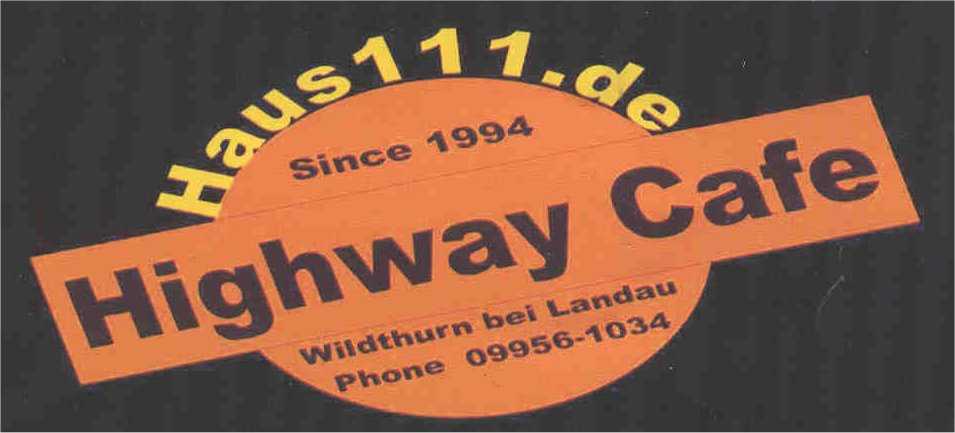 Haus111.de
Since 1994
Highway Cafe
Wildthurn bei Landau
Phone 09956-1034